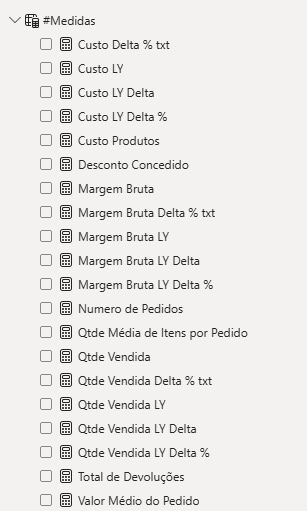 #Medidas
Custo Delta % txt
Custo LY
Custo LY Delta
Custo LY Delta %
Custo Produtos
Desconto Concedido
Margem Bruta
Margem Bruta Delta % txt
Margem Bruta LY
Margem Bruta LY Delta
Margem Bruta LY Delta %
Numero de Pedidos
Qtde Média de Itens por Pedido
Qtde Vendida
Qtde Vendida Delta % txt
Qtde Vendida LY
Qtde Vendida LY Delta
Qtde Vendida LY Delta %
Total de Devoluções
Valor Médio do Pedido